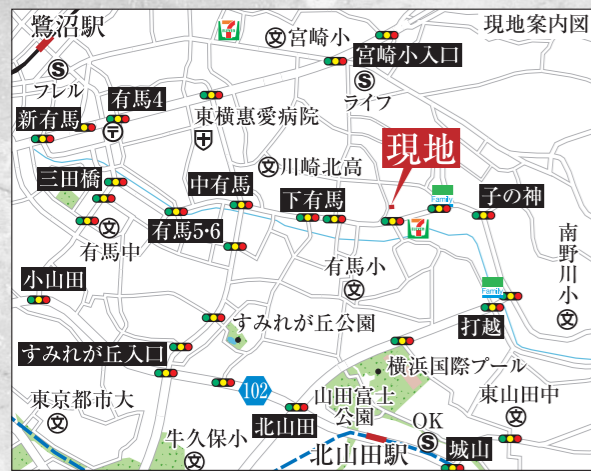 鷺沼駅
宮崎小
現地案内図
宮崎小入口
フレル
ライフ
有馬4
東横惠愛病院
新有馬
川崎北高
現地
三田橋
中有馬
下有馬
Family
子の神
有馬5・6
有馬中
有馬小
南野川小
小山田
Family
打越
すみれが丘公園
すみれが丘入口
横浜国際プール
102
山田富士
公園
東山田中
東京都市大
北山田
OK
牛久保小
北山田駅
城山